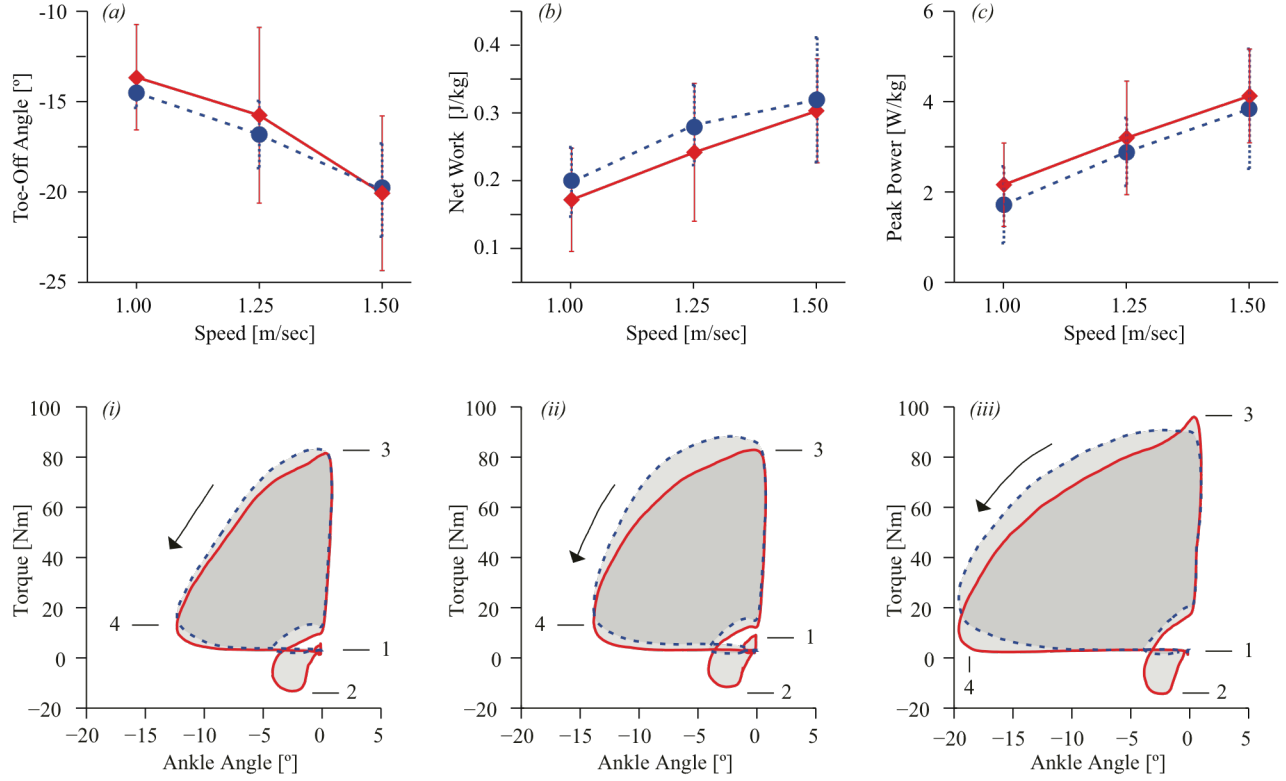 (a)
-10
-15
-20
-25
Toe-Off Angle [º]
1.00 1.25 1.50
Speed [m/sec]
(b)
0.4
0.3
0.2
0.1
Net Work [J/kg]
1.00 1.25 1.50
Speed [m/sec]
(c)
6
4
2
0
Peak Power [W/kg]
1.00 1.25 1.50
Speed [m/sec]
(i)
100
80
60
40
20
0
−20
Torque [Nm]
3
4
1
2
−20 −15 −10 −5 0 5
Ankle Angle [º]
(ii)
100
80
60
40
20
0
−20
Torque [Nm]
3
4
1
2
−20 −15 −10 −5 0 5
Ankle Angle [º]
(iii)
100
80
60
40
20
0
−20
Torque [Nm]
3
1
4
2
−20 −15 −10 −5 0 5
Ankle Angle [º]